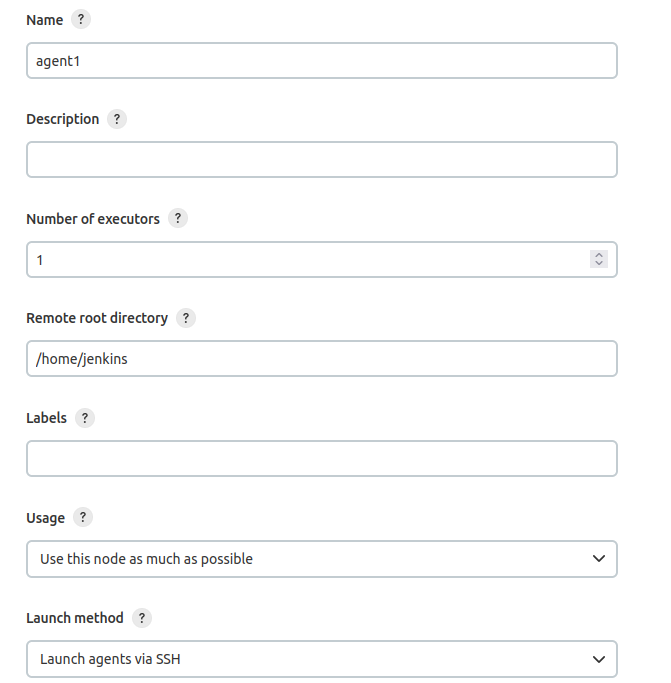 Name ?
agent1
Description ?
Number of executors ?
1
Remote root directory ?
/home/jenkins
Labels ?
Usage ?
Use this node as much as possible
Launch method ?
Launch agents via SSH